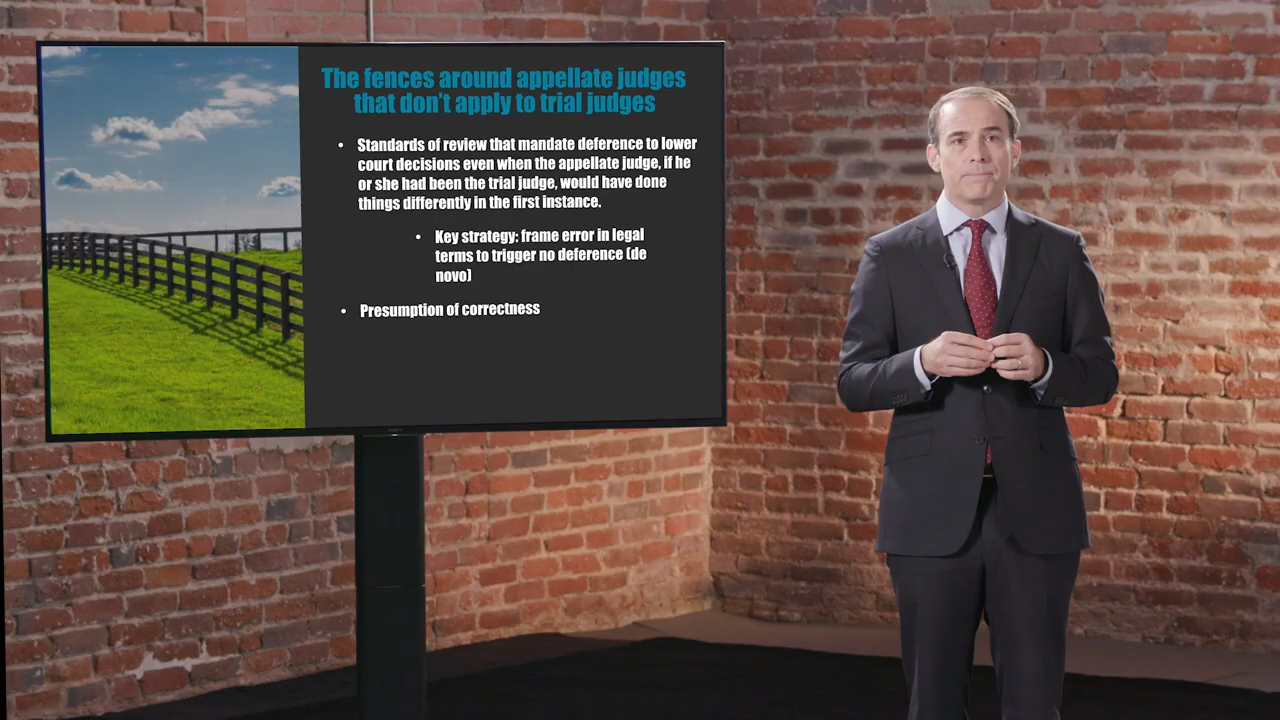 The fences around appellate judges
that don't apply to trial judges
• Standards of review that mandate deference to lower
court decisions even when the appellate judge, if he
or she had been the trial judge, would have done
things differently in the first instance.
• Key strategy: frame error in legal
terms to trigger no deference (de
novo)
• Presumption of correctness